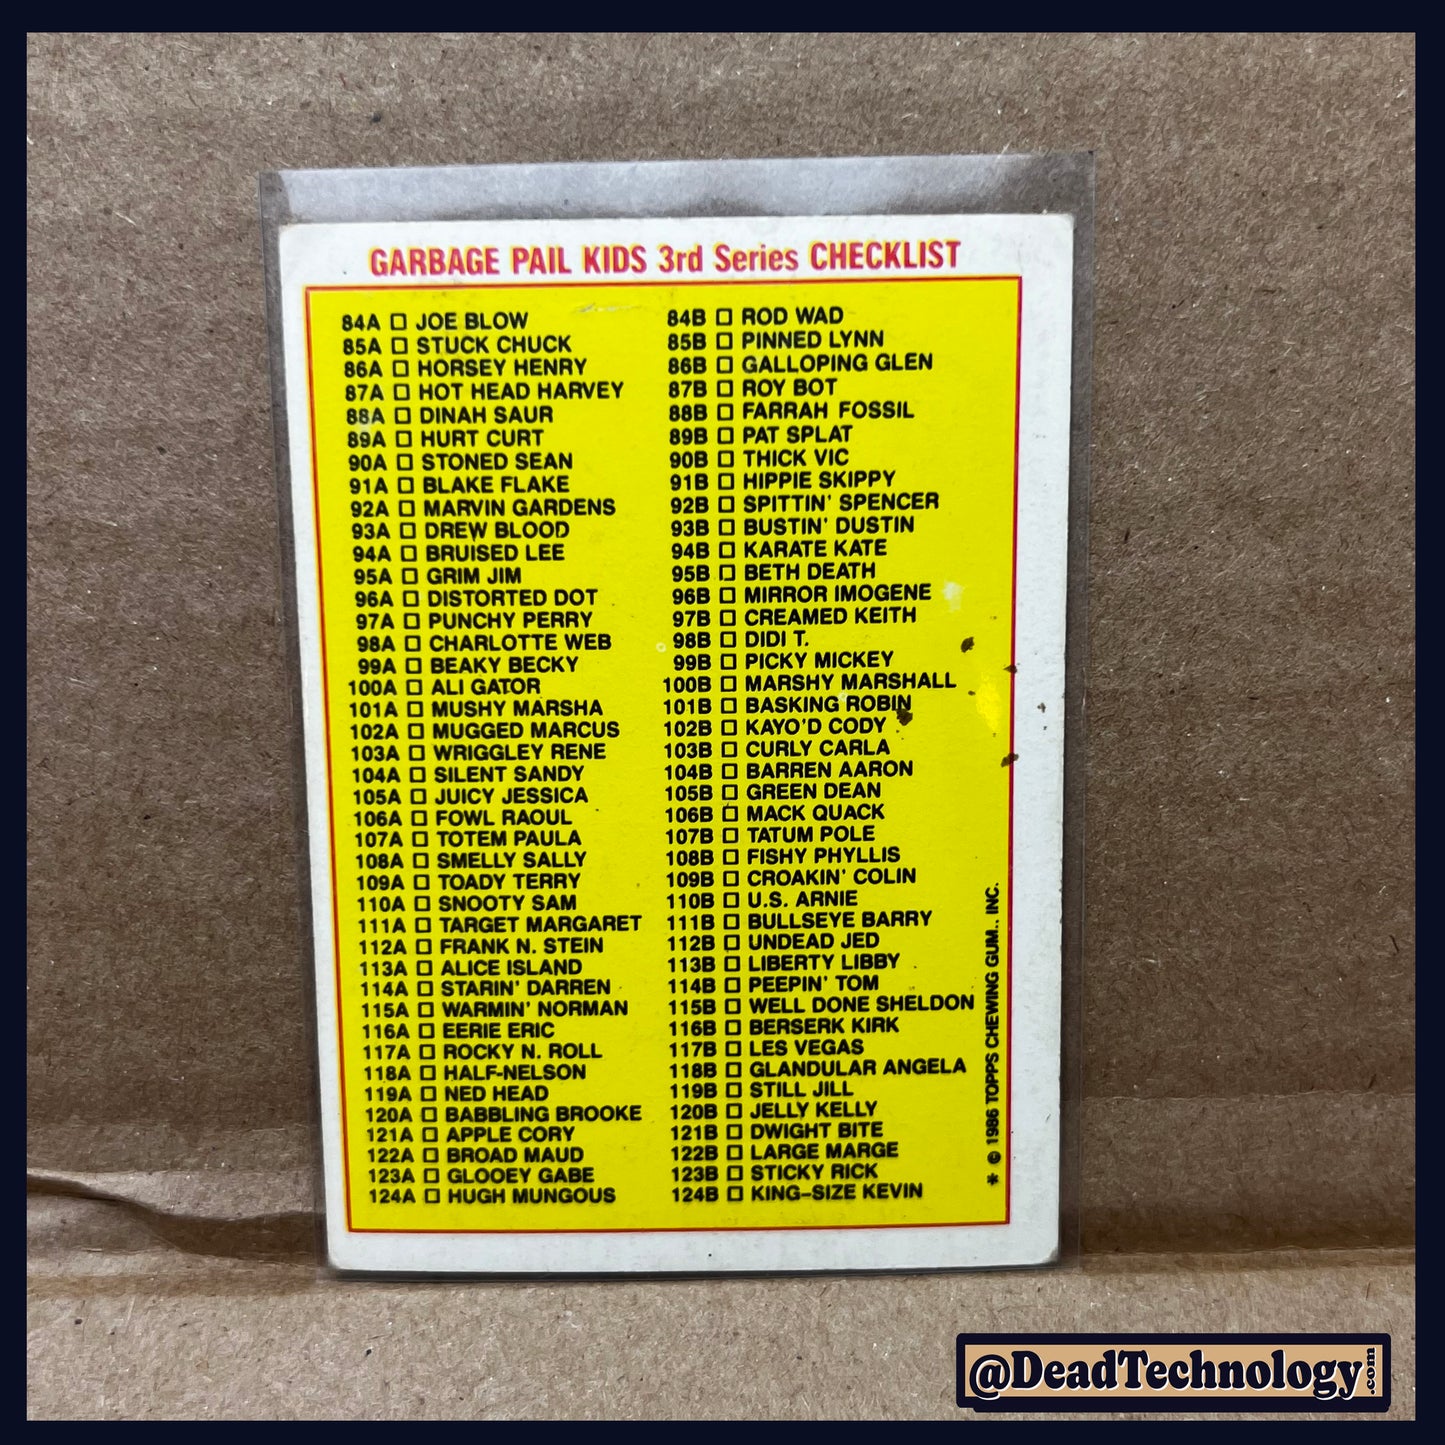 GARBAGE PAIL KIDS 3rd Series CHECKLIST
84A □ JOE BLOW
85A □ STUCK CHUCK
86A □ HORSEY HENRY
87A □ HOT HEAD HARVEY
88A □ DINAH SAUR
89A □ HURT CURT
90A □ STONED SEAN
91A □ BLAKE FLAKE
92A □ MARVIN GARDENS
93A □ DREW BLOOD
94A □ BRUISED LEE
95A □ GRIM JIM
96A □ DISTORTED DOT
97A □ PUNCHY PERRY
98A □ CHARLOTTE WEB
99A □ BEAKY BECKY
100A □ ALI GATOR
101A □ MUSHY MARSHA
102A □ MUGGED MARCUS
103A □ WRIGGLEY RENE
104A □ SILENT SANDY
105A □ JUICY JESSICA
106A □ FOWL RAOUL
107A □ TOTEM PAULA
108A □ SMELLY SALLY
109A □ TOADY TERRY
110A □ SNOOTY SAM
111A □ TARGET MARGARET
112A □ FRANK N. STEIN
113A □ ALICE ISLAND
114A □ STARIN' DARREN
115A □ WARMIN' NORMAN
116A □ EERIE ERIC
117A □ ROCKY N. ROLL
118A □ HALF-NELSON
119A □ NED HEAD
120A □ BABBLING BROOKE
121A □ APPLE CORY
122A □ BROAD MAUD
123A □ GLOOEY GABE
124A □ HUGH MUNGOUS
84B □ ROD WAD
85B □ PINNED LYNN
86B □ GALLOPING GLEN
87B □ ROY BOT
88B □ FARRAH FOSSIL
89B □ PAT SPLAT
90B □ THICK VIC
91B □ HIPPIE SKIPPY
92B □ SPITTIN' SPENCER
93B □ BUSTIN' DUSTIN
94B □ KARATE KATE
95B □ BETH DEATH
96B □ MIRROR IMOGENE
97B □ CREAMED KEITH
98B □ DIDI T.
99B □ PICKY MICKEY
100B □ MARSHY MARSHALL
101B □ BASKING ROBIN
102B □ KAYO'D CODY
103B □ CURLY CARLA
104B □ BARREN AARON
105B □ GREEN DEAN
106B □ MACK QUACK
107B □ TATUM POLE
108B □ FISHY PHYLLIS
109B □ CROAKIN' COLIN
110B □ U.S. ARNIE
111B □ BULLSEYE BARRY
112B □ UNDEAD JED
113B □ LIBERTY LIBBY
114B □ PEEPIN' TOM
115B □ WELL DONE SHELDON
116B □ BERSERK KIRK
117B □ LES VEGAS
118B □ GLANDULAR ANGELA
119B □ STILL JILL
120B □ JELLY KELLY
121B □ DWIGHT BITE
122B □ LARGE MARGE
123B □ STICKY RICK
124B □ KING-SIZE KEVIN
* © 1986 TOPPS CHEWING GUM., INC.
@DeadTechnology.com